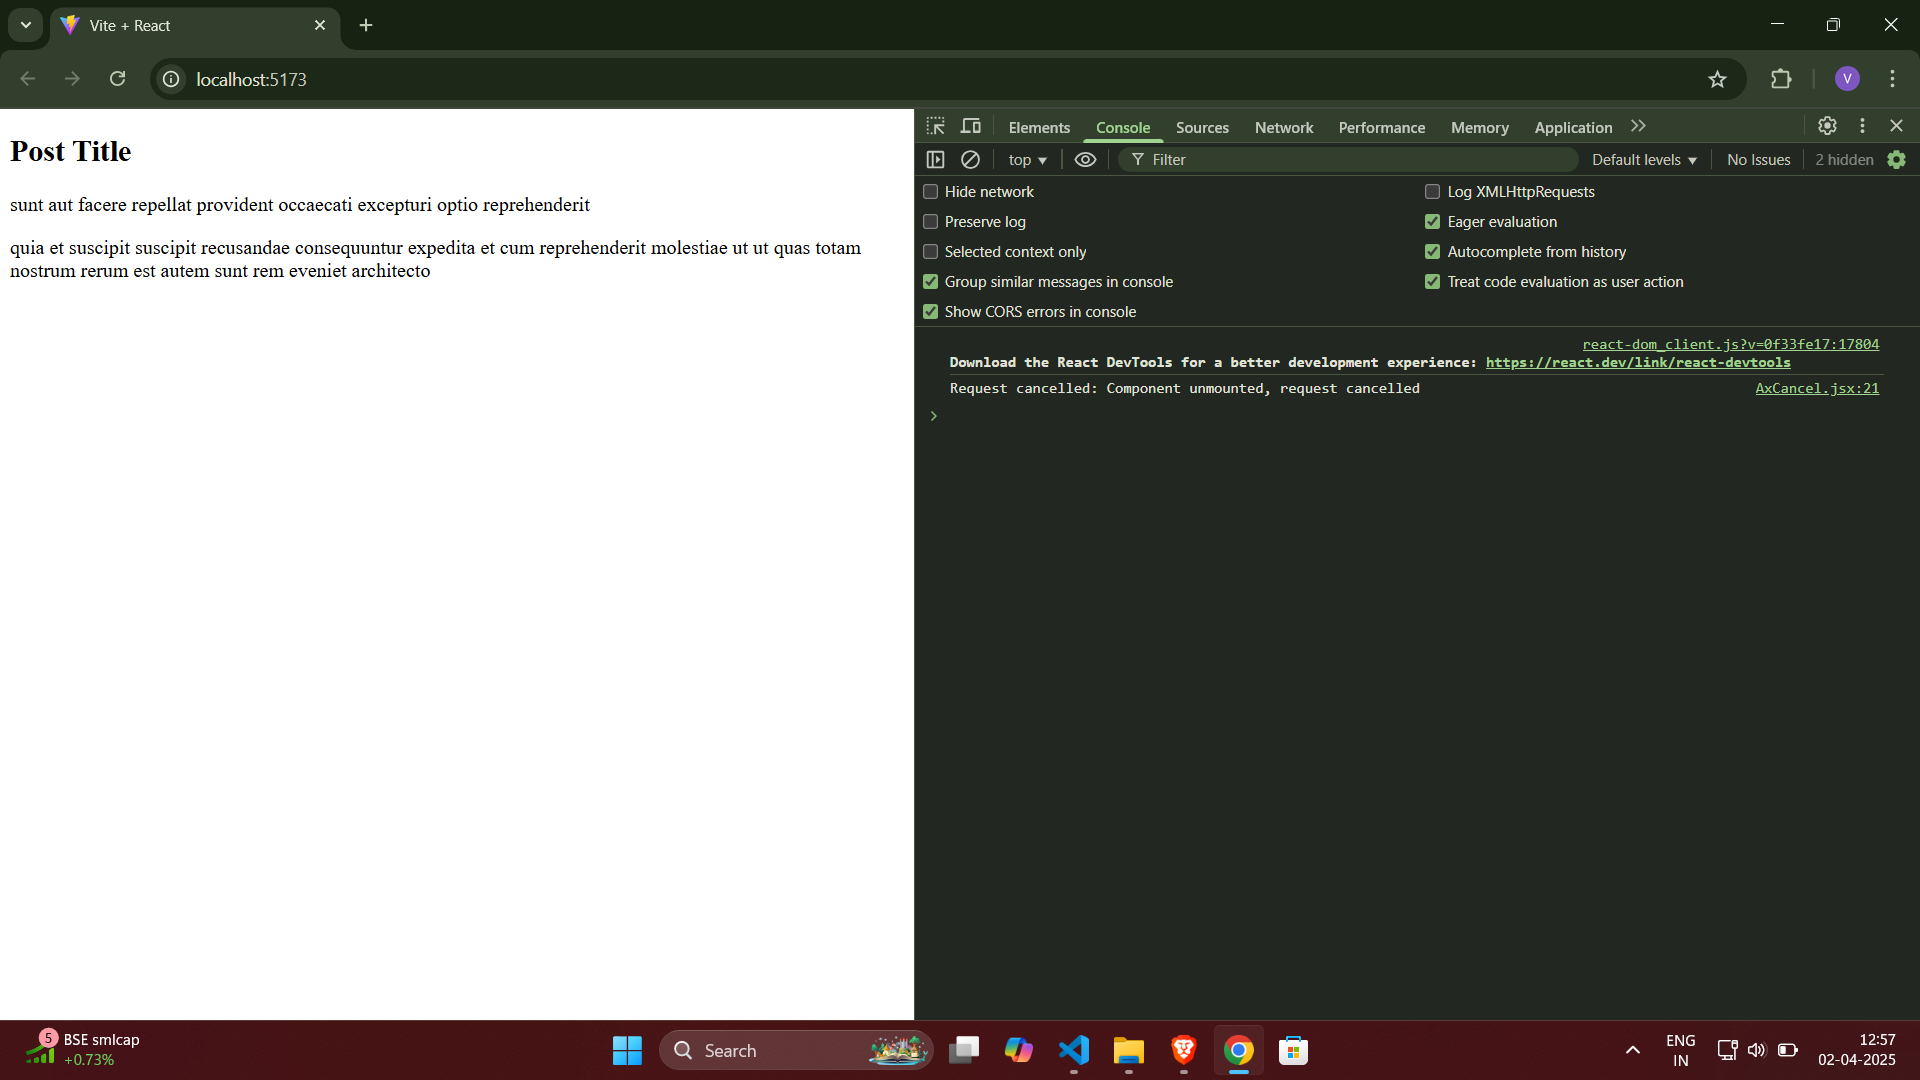 Vite + React
localhost:5173
V
Post Title
sunt aut facere repellat provident occaecati excepturi optio reprehenderit
quia et suscipit suscipit recusandae consequuntur expedita et cum reprehenderit molestiae ut ut quas totam
nostrum rerum est autem sunt rem eveniet architecto
Elements Console Sources Network Performance Memory Application
top Filter Default levels No Issues 2 hidden
Hide network Log XMLHttpRequests
Preserve log Eager evaluation
Selected context only Autocomplete from history
Group similar messages in console Treat code evaluation as user action
Show CORS errors in console
react-dom_client.js?v=0f33fe17:17804
Download the React DevTools for a better development experience: https://react.dev/link/react-devtools
Request cancelled: Component unmounted, request cancelled AxCancel.jsx:21
5 BSE smlcap
+0.73%
Search
ENG
IN
12:57
02-04-2025